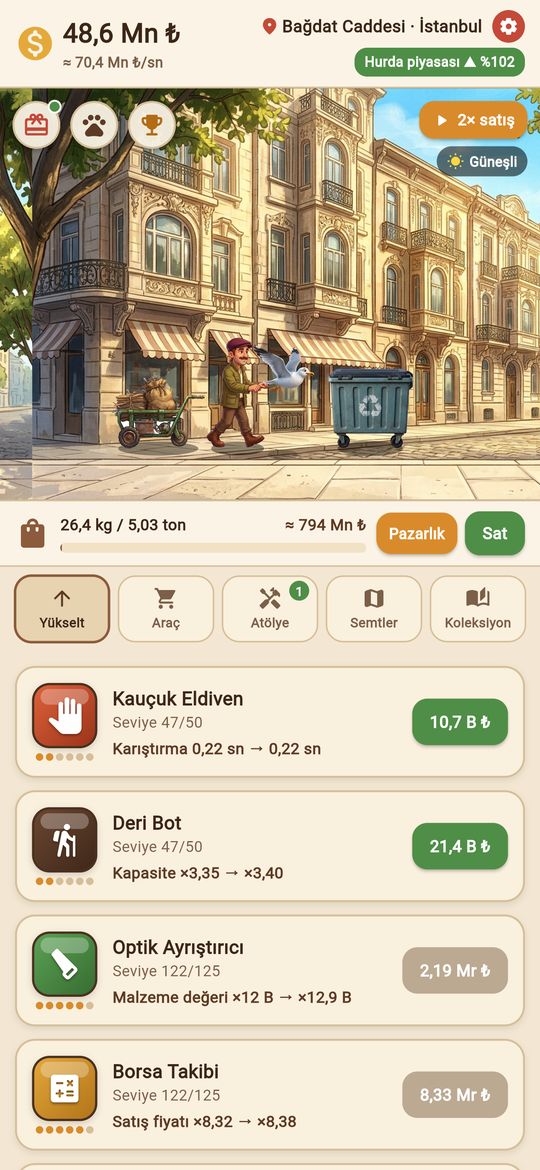 48,6 Mn ₺
≈ 70,4 Mn ₺/sn
Bağdat Caddesi · İstanbul
Hurda piyasası ▲ %102
2× satış
Güneşli
26,4 kg / 5,03 ton
≈ 794 Mn ₺
Pazarlık
Sat
Yükselt
Araç
1
Atölye
Semtler
Koleksiyon
Kauçuk Eldiven
Seviye 47/50
Karıştırma 0,22 sn → 0,22 sn
10,7 B ₺
Deri Bot
Seviye 47/50
Kapasite ×3,35 → ×3,40
21,4 B ₺
Optik Ayrıştırıcı
Seviye 122/125
Malzeme değeri ×12 B → ×12,9 B
2,19 Mr ₺
Borsa Takibi
Seviye 122/125
Satış fiyatı ×8,32 → ×8,38
8,33 Mr ₺